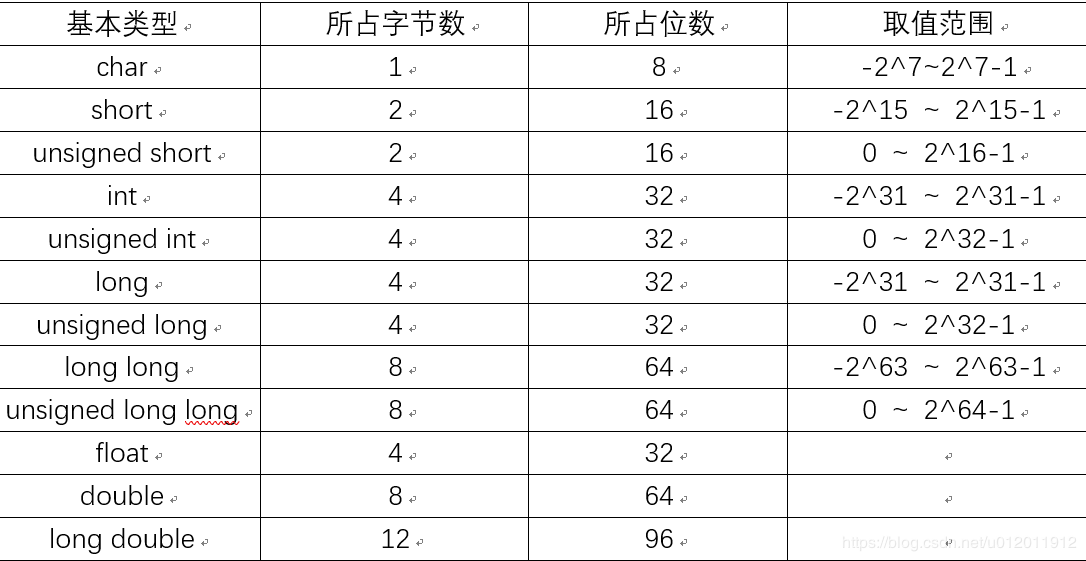 基本类型 所占字节数 所占位数 取值范围
char 1 8 -2^7~2^7-1
short 2 16 -2^15 ~ 2^15-1
unsigned short 2 16 0 ~ 2^16-1
int 4 32 -2^31 ~ 2^31-1
unsigned int 4 32 0 ~ 2^32-1
long 4 32 -2^31 ~ 2^31-1
unsigned long 4 32 0 ~ 2^32-1
long long 8 64 -2^63 ~ 2^63-1
unsigned long long 8 64 0 ~ 2^64-1
float 4 32
double 8 64
long double 12 96
https://blog.csdn.net/u012011912